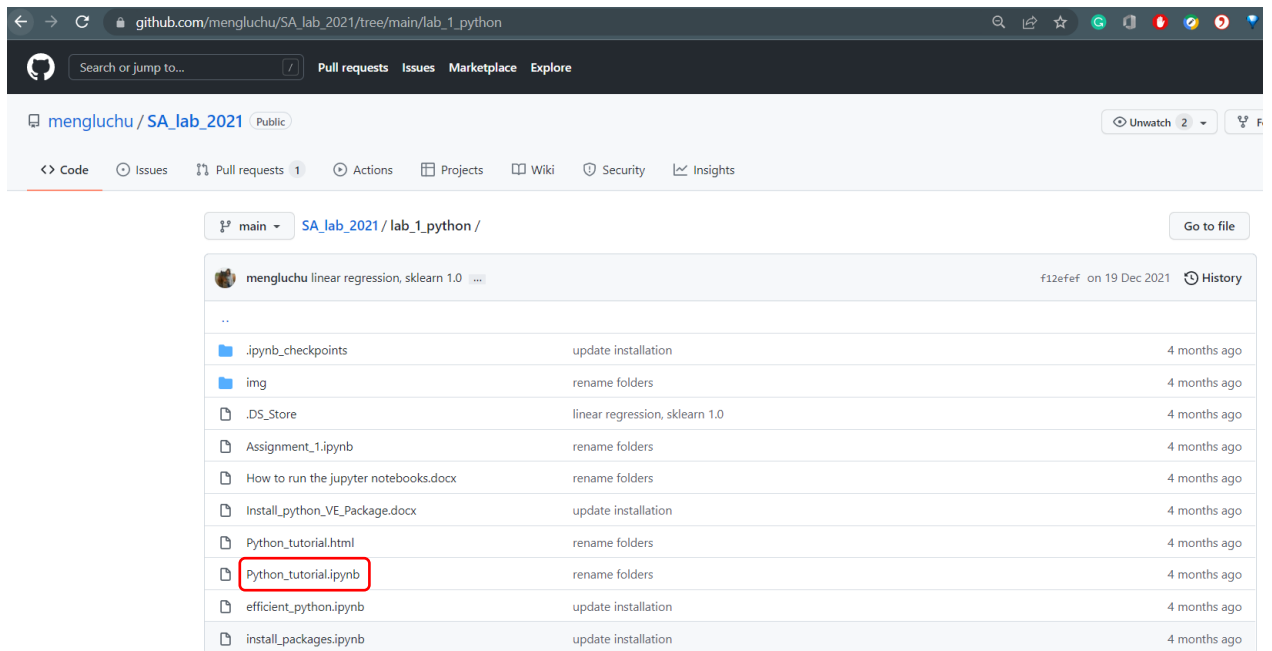 github.com/mengluchu/SA_lab_2021/tree/main/lab_1_python
Search or jump to... / Pull requests Issues Marketplace Explore
mengluchu / SA_lab_2021 Public Unwatch 2
Code Issues Pull requests 1 Actions Projects Wiki Security Insights
main SA_lab_2021 / lab_1_python / Go to file
mengluchu linear regression, sklearn 1.0 ... f12efef on 19 Dec 2021 History
..
.ipynb_checkpoints update installation 4 months ago
img rename folders 4 months ago
.DS_Store linear regression, sklearn 1.0 4 months ago
Assignment_1.ipynb rename folders 4 months ago
How to run the jupyter notebooks.docx rename folders 4 months ago
Install_python_VE_Package.docx update installation 4 months ago
Python_tutorial.html rename folders 4 months ago
Python_tutorial.ipynb rename folders 4 months ago
efficient_python.ipynb update installation 4 months ago
install_packages.ipynb update installation 4 months ago